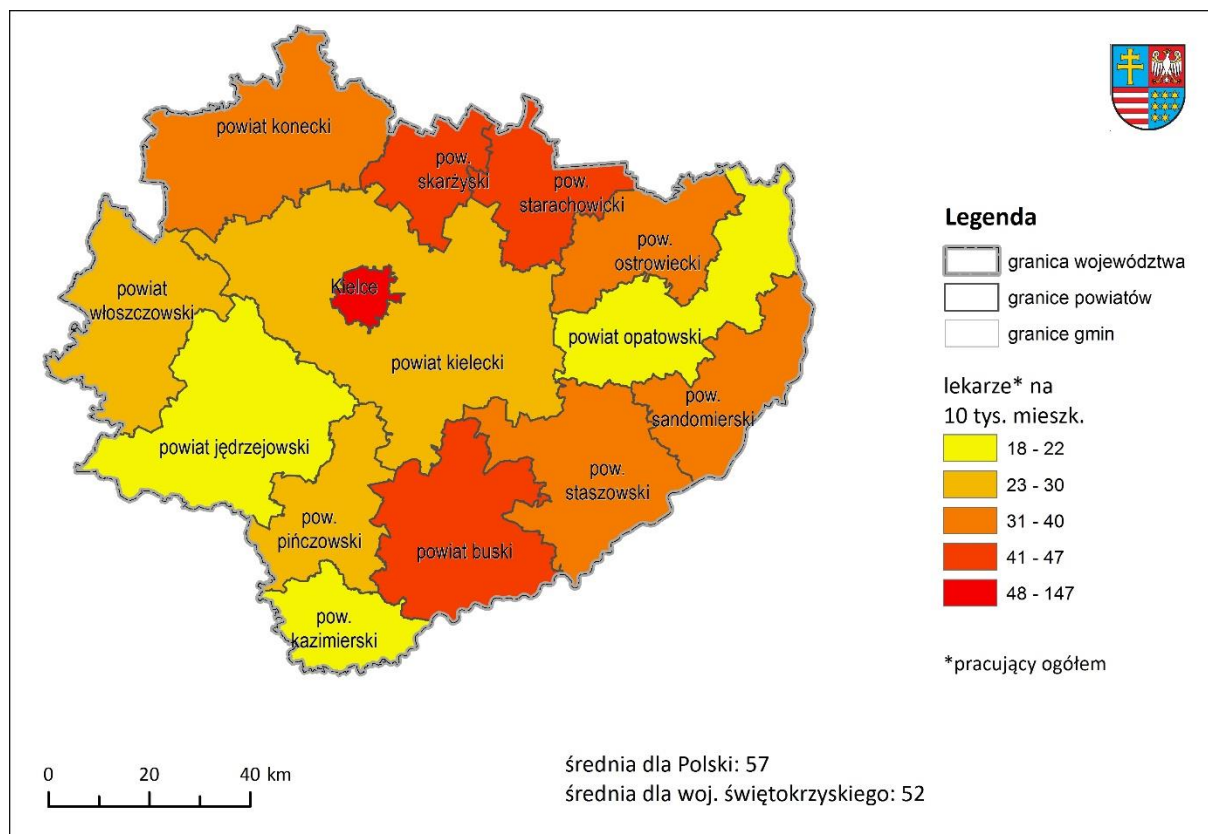 powiat konecki
pow.
skarżyski
pow.
starachowicki
pow.
ostrowiecki
Kielce
powiat
włoszczowski
powiat opatowski
powiat kielecki
pow.
sandomierski
powiat jędrzejowski
pow.
staszowski
pow.
pińczowski
powiat buski
pow.
kazimierski
Legenda
granica województwa
granice powiatów
granice gmin
lekarze* na
10 tys. mieszk.
18 - 22
23 - 30
31 - 40
41 - 47
48 - 147
*pracujący ogółem
0 20 40 km
średnia dla Polski: 57
średnia dla woj. świętokrzyskiego: 52